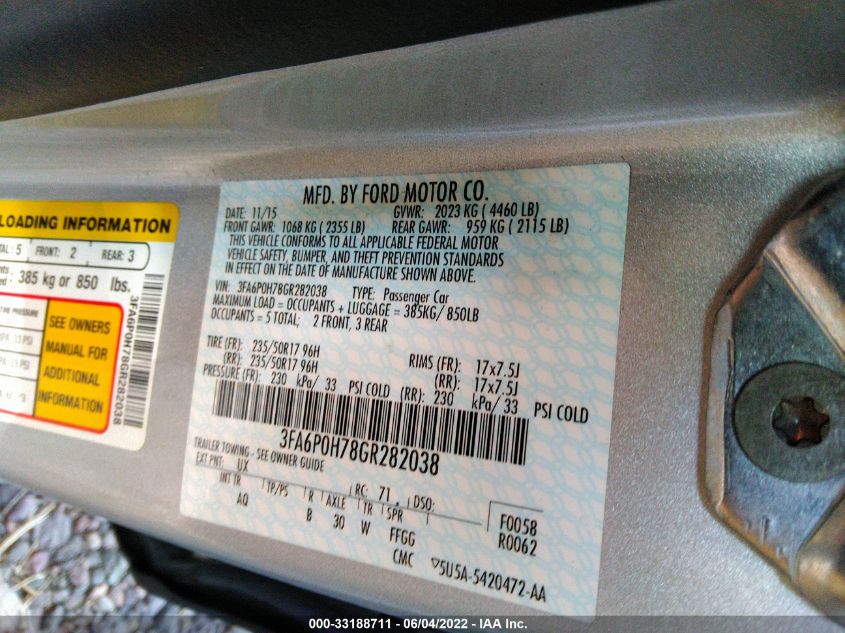 LOADING INFORMATION
TAL: 5 FRONT: 2 REAR: 3
385 kg or 850 lbs.
SEE OWNERS
MANUAL FOR
ADDITIONAL
INFORMATION
3FA6P0H78GR282038
MFD. BY FORD MOTOR CO.
DATE: 11/15 GVWR: 2023 KG ( 4460 LB)
FRONT GAWR: 1068 KG ( 2355 LB) REAR GAWR: 959 KG ( 2115 LB)
THIS VEHICLE CONFORMS TO ALL APPLICABLE FEDERAL MOTOR
VEHICLE SAFETY, BUMPER, AND THEFT PREVENTION STANDARDS
IN EFFECT ON THE DATE OF MANUFACTURE SHOWN ABOVE.
VIN: 3FA6P0H78GR282038 TYPE: Passenger Car
MAXIMUM LOAD = OCCUPANTS + LUGGAGE = 385KG/ 850LB
OCCUPANTS = 5 TOTAL; 2 FRONT, 3 REAR
TIRE (FR): 235/50R17 96H RIMS (FR): 17x7.5J
(RR): 235/50R17 96H (RR): 17x7.5J
PRESSURE (FR): 230 kPa/ 33 PSI COLD (RR): 230 kPa/ 33 PSI COLD
3FA6P0H78GR282038
TRAILER TOWING - SEE OWNER GUIDE
EXT PNT: UX RC: 71 DSO:
INT TR TP/PS R AXLE TR SPR F0058
AQ B 30 W FFGG R0062
CMC 5U5A-5420472-AA
000-33188711 - 06/04/2022 - IAA Inc.